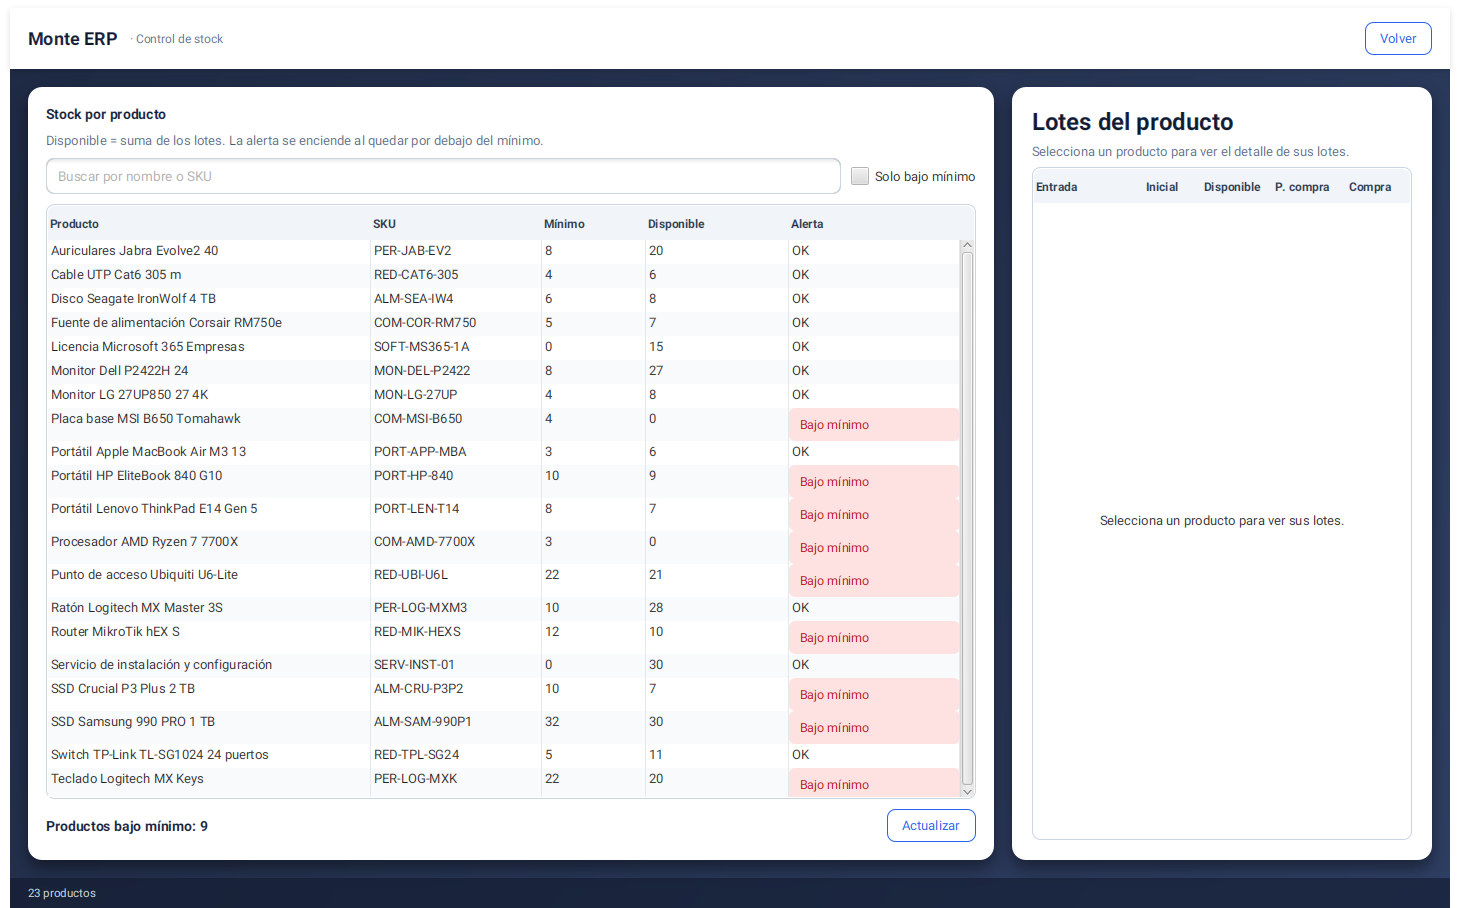 Monte ERP · Control de stock Volver
Stock por producto
Disponible = suma de los lotes. La alerta se enciende al quedar por debajo del mínimo.
Buscar por nombre o SKU Solo bajo mínimo
Producto SKU Mínimo Disponible Alerta
Auriculares Jabra Evolve2 40 PER-JAB-EV2 8 20 OK
Cable UTP Cat6 305 m RED-CAT6-305 4 6 OK
Disco Seagate IronWolf 4 TB ALM-SEA-IW4 6 8 OK
Fuente de alimentación Corsair RM750e COM-COR-RM750 5 7 OK
Licencia Microsoft 365 Empresas SOFT-MS365-1A 0 15 OK
Monitor Dell P2422H 24 MON-DEL-P2422 8 27 OK
Monitor LG 27UP850 27 4K MON-LG-27UP 4 8 OK
Placa base MSI B650 Tomahawk COM-MSI-B650 4 0 Bajo mínimo
Portátil Apple MacBook Air M3 13 PORT-APP-MBA 3 6 OK
Portátil HP EliteBook 840 G10 PORT-HP-840 10 9 Bajo mínimo
Portátil Lenovo ThinkPad E14 Gen 5 PORT-LEN-T14 8 7 Bajo mínimo
Procesador AMD Ryzen 7 7700X COM-AMD-7700X 3 0 Bajo mínimo
Punto de acceso Ubiquiti U6-Lite RED-UBI-U6L 22 21 Bajo mínimo
Ratón Logitech MX Master 3S PER-LOG-MXM3 10 28 OK
Router MikroTik hEX S RED-MIK-HEXS 12 10 Bajo mínimo
Servicio de instalación y configuración SERV-INST-01 0 30 OK
SSD Crucial P3 Plus 2 TB ALM-CRU-P3P2 10 7 Bajo mínimo
SSD Samsung 990 PRO 1 TB ALM-SAM-990P1 32 30 Bajo mínimo
Switch TP-Link TL-SG1024 24 puertos RED-TPL-SG24 5 11 OK
Teclado Logitech MX Keys PER-LOG-MXK 22 20 Bajo mínimo
Productos bajo mínimo: 9 Actualizar
Lotes del producto
Selecciona un producto para ver el detalle de sus lotes.
Entrada Inicial Disponible P. compra Compra
Selecciona un producto para ver sus lotes.
23 productos